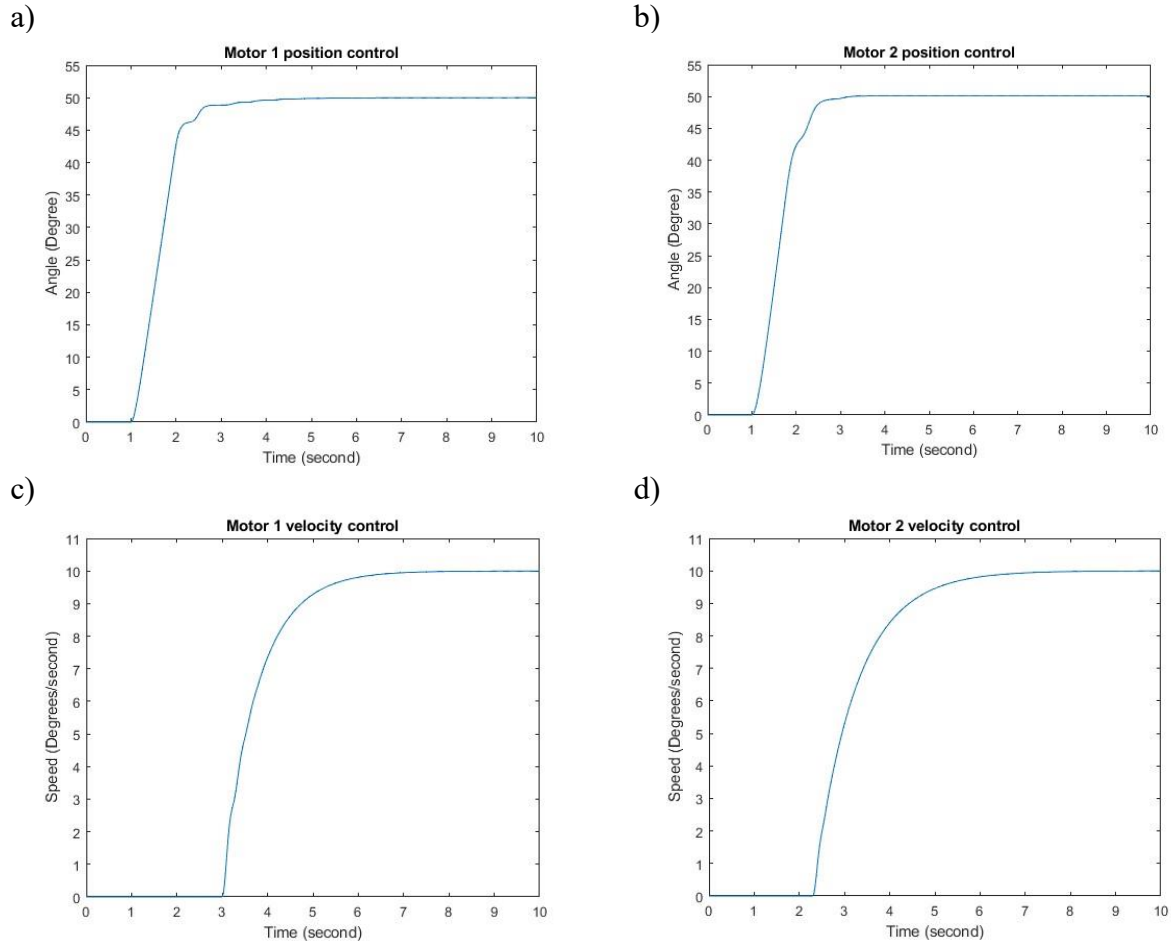 a)
Motor 1 position control
55
50
45
40
35
30
25
20
15
10
5
0
Angle (Degree)
0 1 2 3 4 5 6 7 8 9 10
Time (second)
b)
Motor 2 position control
55
50
45
40
35
30
25
20
15
10
5
0
Angle (Degree)
0 1 2 3 4 5 6 7 8 9 10
Time (second)
c)
Motor 1 velocity control
11
10
9
8
7
6
5
4
3
2
1
0
Speed (Degrees/second)
0 1 2 3 4 5 6 7 8 9 10
Time (second)
d)
Motor 2 velocity control
11
10
9
8
7
6
5
4
3
2
1
0
Speed (Degrees/second)
0 1 2 3 4 5 6 7 8 9 10
Time (second)